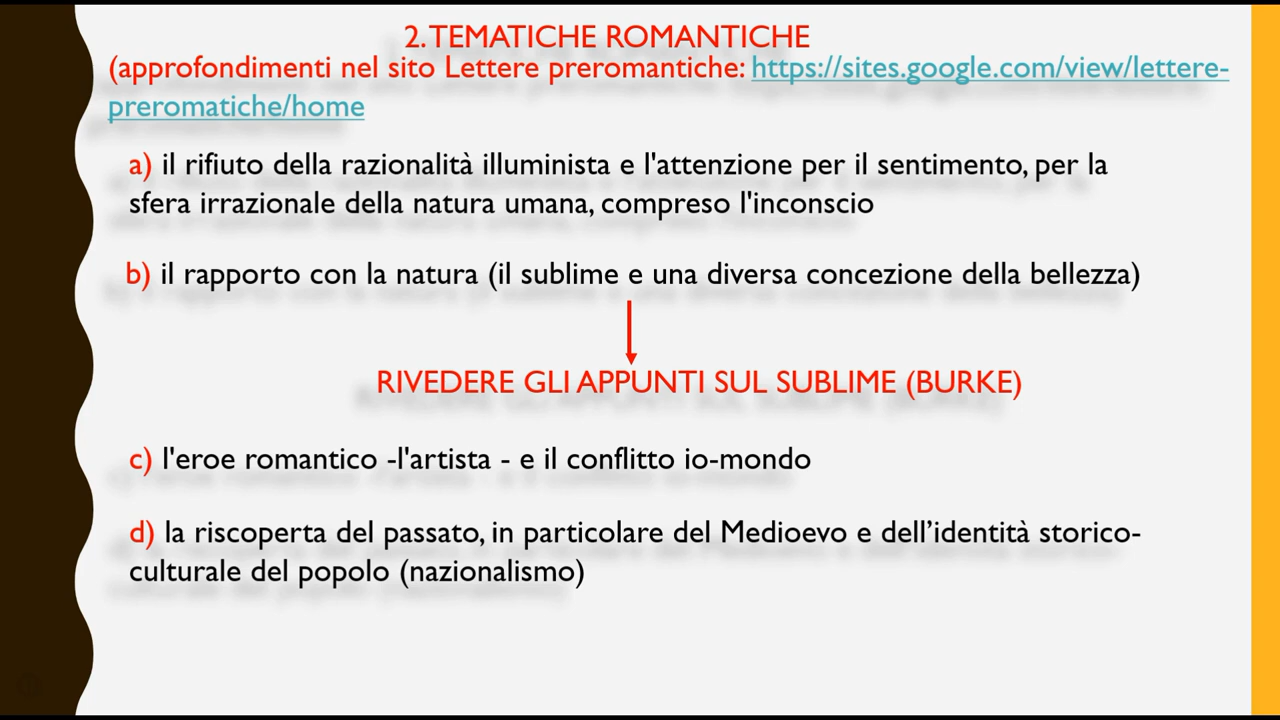 2. TEMATICHE ROMANTICHE
(approfondimenti nel sito Lettere preromantiche: https://sites.google.com/view/lettere-
preromatiche/home
a) il rifiuto della razionalità illuminista e l'attenzione per il sentimento, per la
sfera irrazionale della natura umana, compreso l'inconscio
b) il rapporto con la natura (il sublime e una diversa concezione della bellezza)
RIVEDERE GLI APPUNTI SUL SUBLIME (BURKE)
c) l'eroe romantico -l'artista - e il conflitto io-mondo
d) la riscoperta del passato, in particolare del Medioevo e dell’identità storico-
culturale del popolo (nazionalismo)